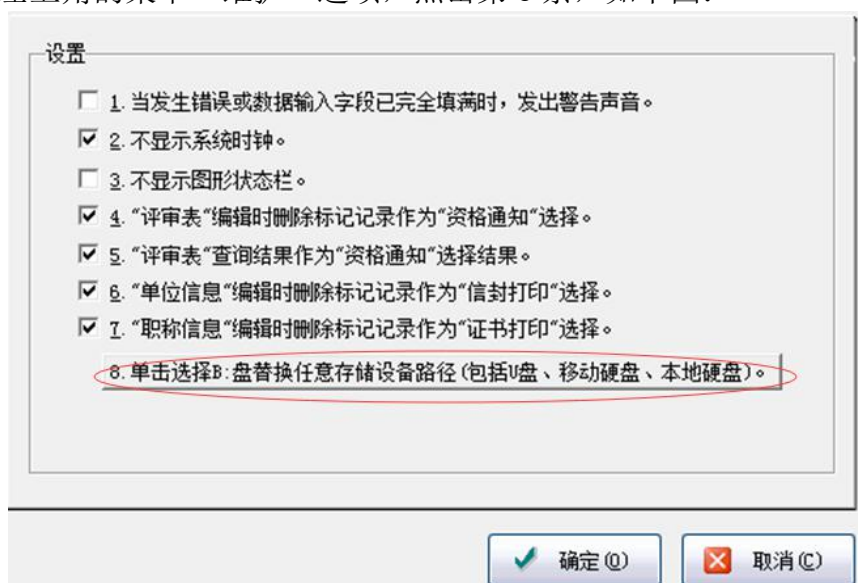 设置
1. 当发生错误或数据输入字段已完全填满时，发出警告声音。
2. 不显示系统时钟。
3. 不显示图形状态栏。
4. “评审表“编辑时删除标记记录作为“资格通知“选择。
5. “评审表“查询结果作为“资格通知“选择结果。
6. “单位信息“编辑时删除标记记录作为“信封打印“选择。
7. “职称信息“编辑时删除标记记录作为“证书打印“选择。
8. 单击选择B:盘替换任意存储设备路径(包括U盘、移动硬盘、本地硬盘)。
确定(O) 取消(C)